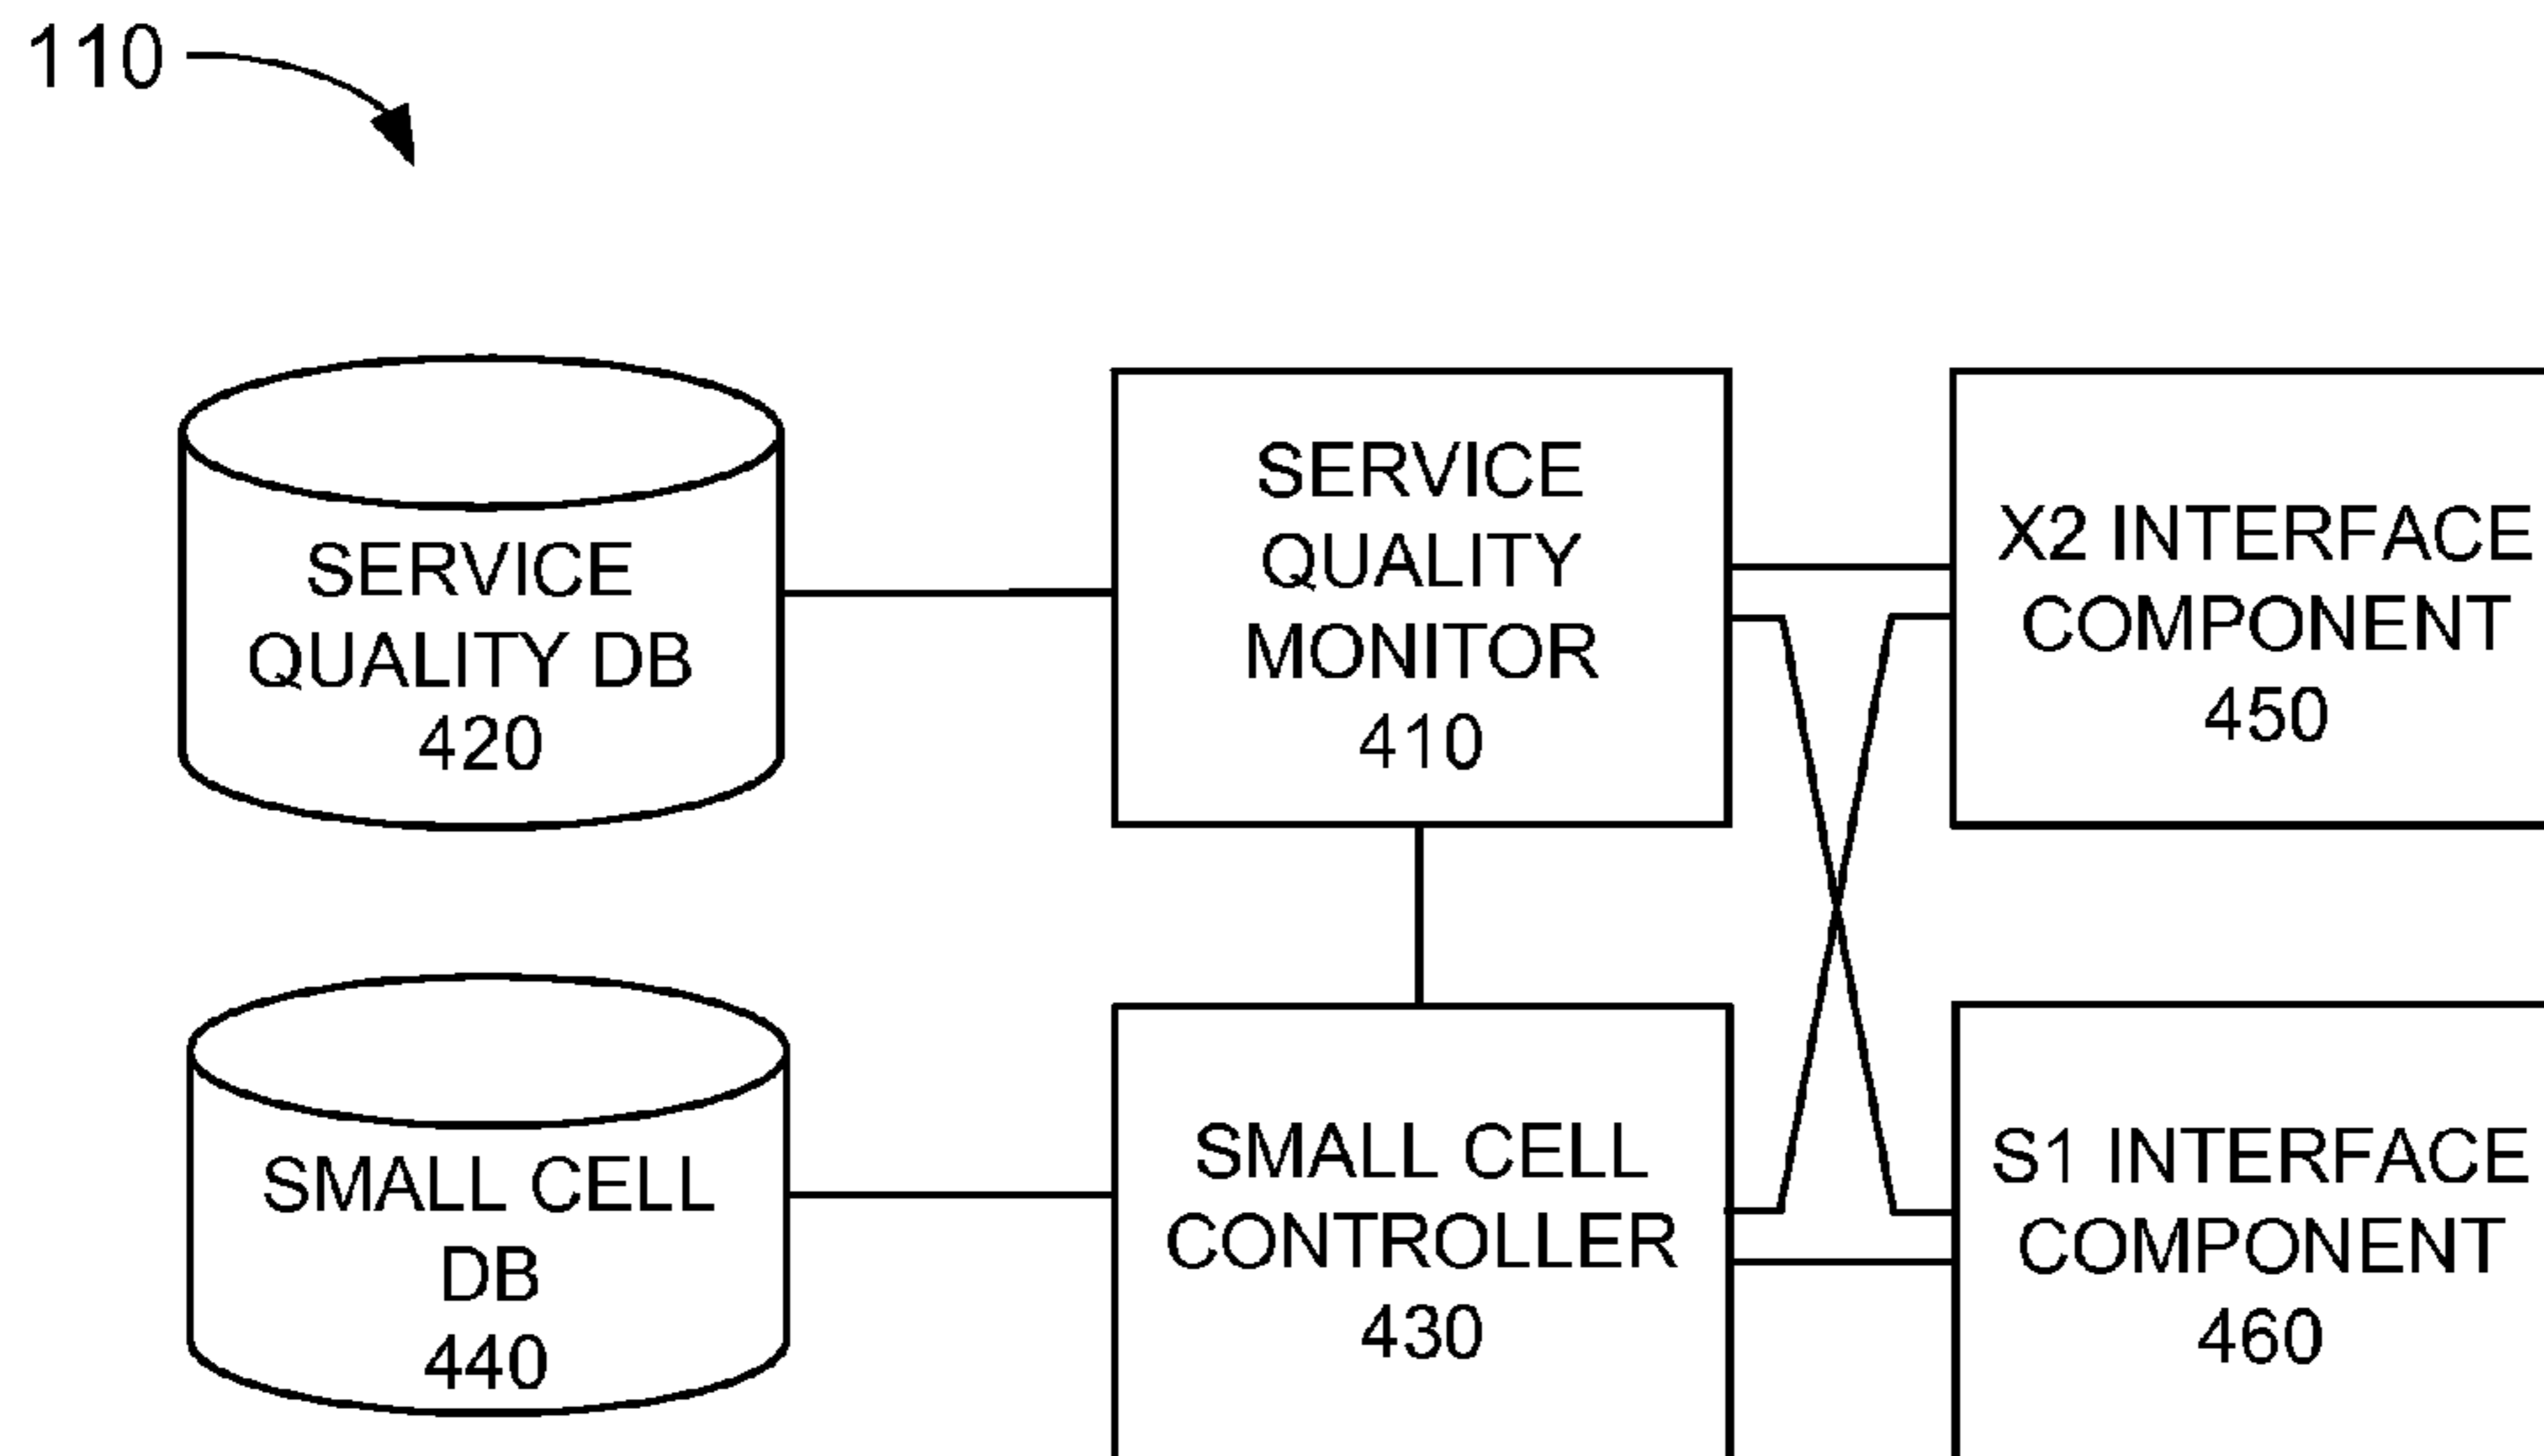 110
SERVICE
QUALITY DB
420
SERVICE
QUALITY
MONITOR
410
X2 INTERFACE
COMPONENT
450
SMALL CELL
DB
440
SMALL CELL
CONTROLLER
430
S1 INTERFACE
COMPONENT
460